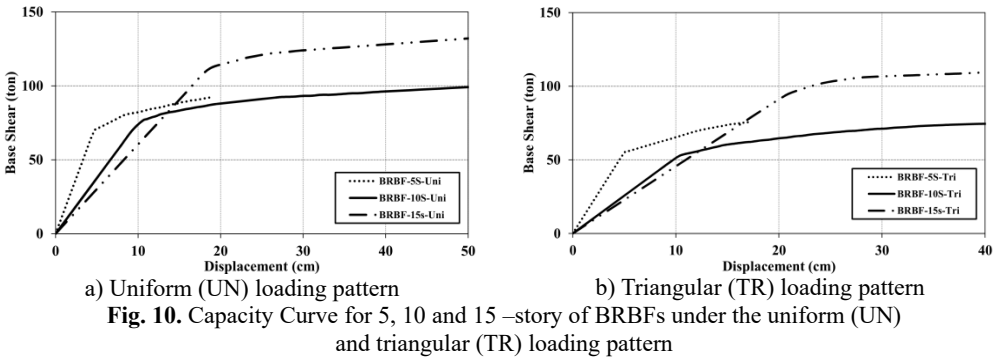 150
100
50
0
Base Shear (ton)
BRBF-5S-Uni
BRBF-10S-Uni
BRBF-15s-Uni
0 10 20 30 40 50
Displacement (cm)
a) Uniform (UN) loading pattern
150
100
50
0
Base Shear (ton)
BRBF-5S-Tri
BRBF-10S-Tri
BRBF-15s-Tri
0 10 20 30 40
Displacement (cm)
b) Triangular (TR) loading pattern
Fig. 10. Capacity Curve for 5, 10 and 15 –story of BRBFs under the uniform (UN)
and triangular (TR) loading pattern